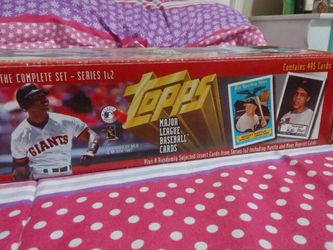 THE COMPLETE SET - SERIES 1&2
Contains 495 Cards
Topps
MAJOR
LEAGUE
BASEBALL
CARDS
GIANTS
Plus 8 Randomly Selected Insert Cards from Series 1&2 Including Mantle and Mays Reprint Cards